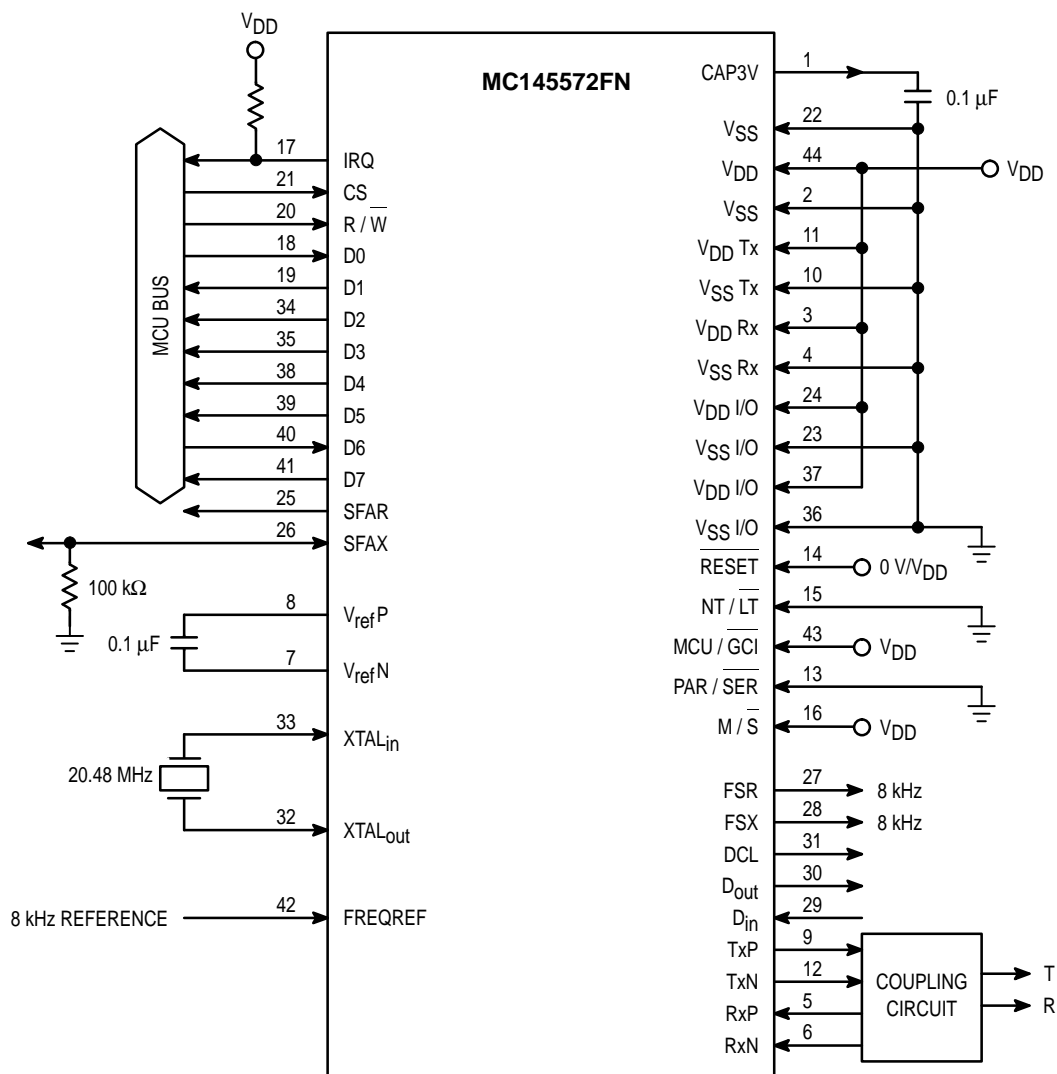 VDD
MC145572FN
MCU BUS
17 IRQ
21 CS
20 R / W
18 D0
19 D1
34 D2
35 D3
38 D4
39 D5
40 D6
41 D7
25 SFAR
26 SFAX
100 kΩ
8 VrefP
0.1 μF
7 VrefN
33 XTALin
20.48 MHz
32 XTALout
8 kHz REFERENCE 42 FREQREF
CAP3V 1
0.1 μF
VSS 22
VDD 44 VDD
VSS 2
VDD Tx 11
VSS Tx 10
VDD Rx 3
VSS Rx 4
VDD I/O 24
VSS I/O 23
VDD I/O 37
VSS I/O 36
RESET 14 0 V/VDD
NT / LT 15
MCU / GCI 43 VDD
PAR / SER 13
M / S 16 VDD
FSR 27 8 kHz
FSX 28 8 kHz
DCL 31
Dout 30
Din 29
TxP 9
TxN 12
RxP 5
RxN 6
COUPLING
CIRCUIT
T
R